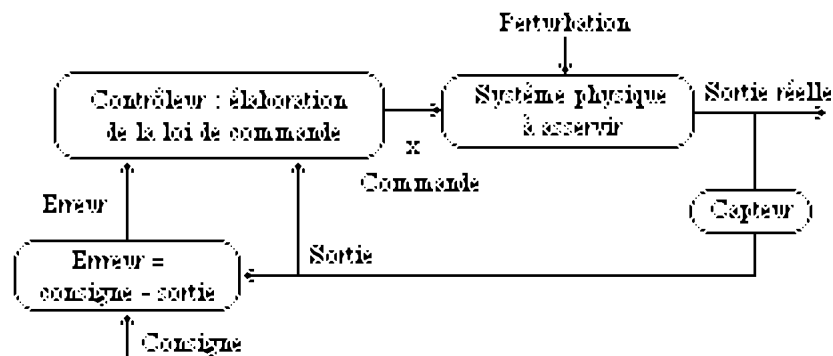 Perturbation
Contrôleur : élaboration
de la loi de commande
Système physique
à asservir
Sortie réelle
x
Commande
Erreur
Capteur
Erreur =
consigne - sortie
Sortie
Consigne